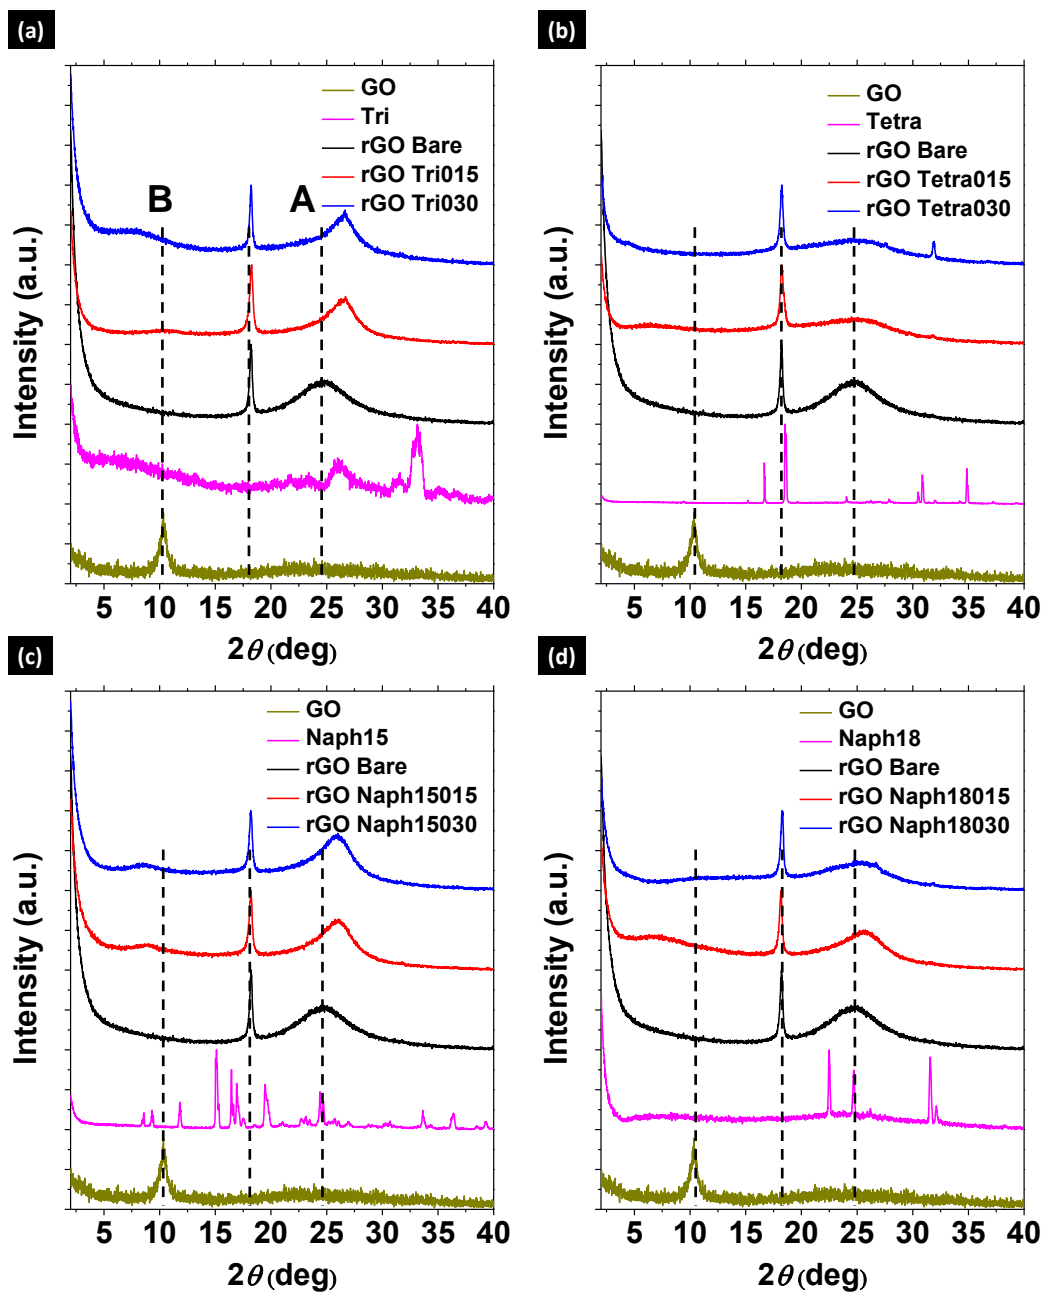 (a)
GO
Tri
rGO Bare
rGO Tri015
rGO Tri030
B
A
Intensity (a.u.)
5 10 15 20 25 30 35 40
2θ (deg)
(b)
GO
Tetra
rGO Bare
rGO Tetra015
rGO Tetra030
Intensity (a.u.)
5 10 15 20 25 30 35 40
2θ (deg)
(c)
GO
Naph15
rGO Bare
rGO Naph15015
rGO Naph15030
Intensity (a.u.)
5 10 15 20 25 30 35 40
2θ (deg)
(d)
GO
Naph18
rGO Bare
rGO Naph18015
rGO Naph18030
Intensity (a.u.)
5 10 15 20 25 30 35 40
2θ (deg)